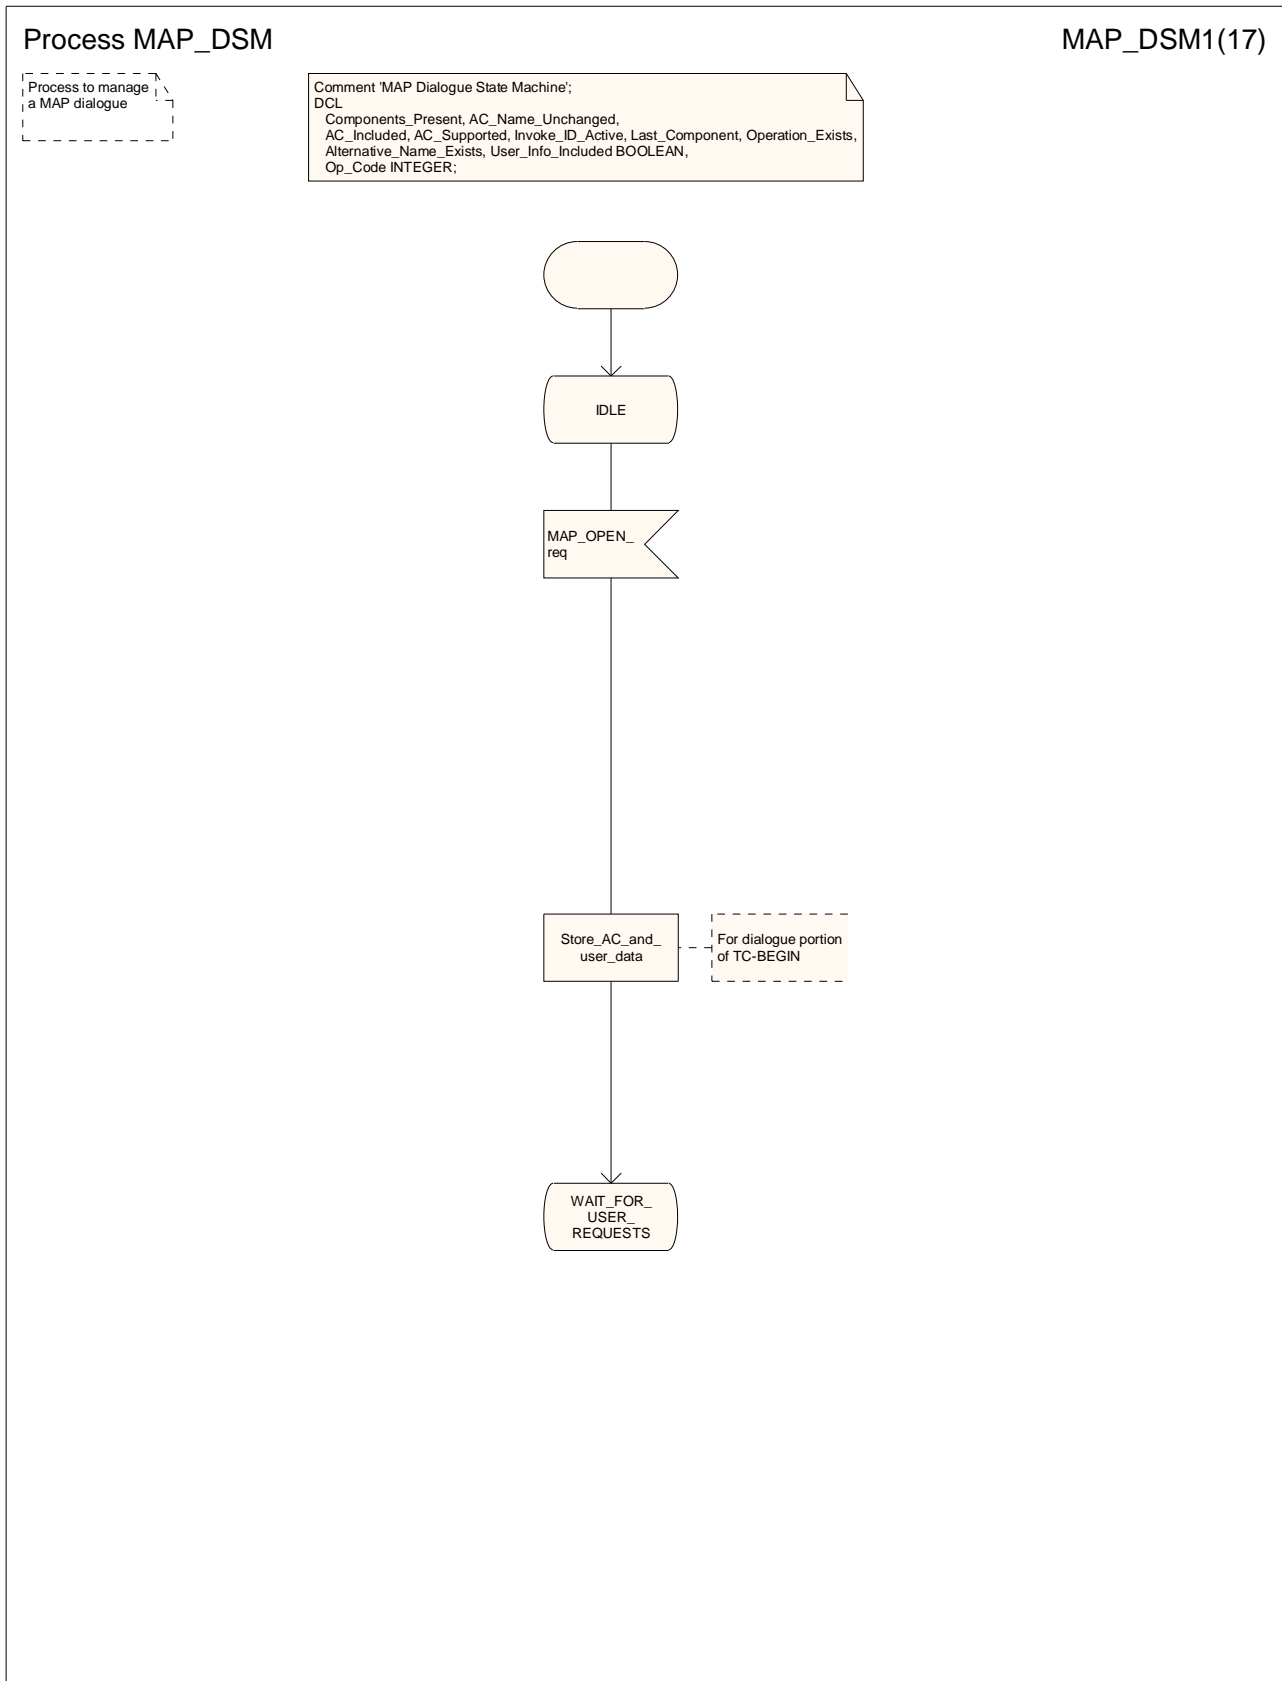 Process MAP_DSM
MAP_DSM1(17)
Process to manage
a MAP dialogue
Comment 'MAP Dialogue State Machine';
DCL
Components_Present, AC_Name_Unchanged,
AC_Included, AC_Supported, Invoke_ID_Active, Last_Component, Operation_Exists,
Alternative_Name_Exists, User_Info_Included BOOLEAN,
Op_Code INTEGER;
IDLE
MAP_OPEN_
req
Store_AC_and_
user_data
For dialogue portion
of TC-BEGIN
WAIT_FOR_
USER_
REQUESTS